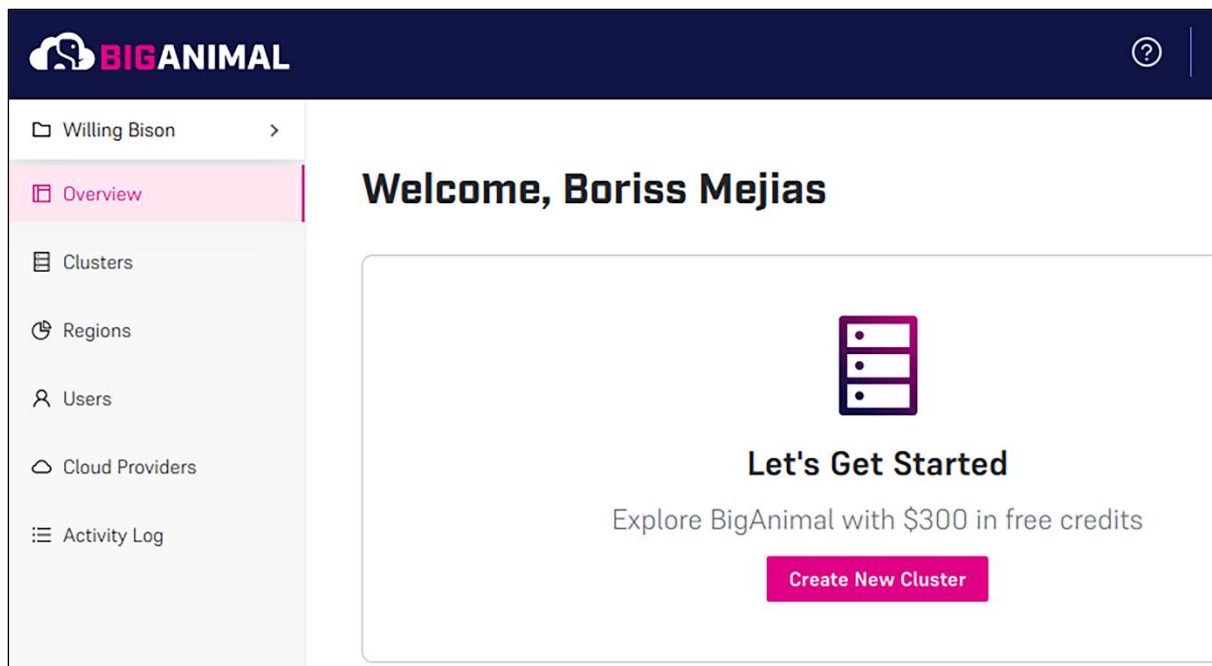 BIGANIMAL
?
Willing Bison
Overview
Clusters
Regions
Users
Cloud Providers
Activity Log
Welcome, Boriss Mejias
Let's Get Started
Explore BigAnimal with $300 in free credits
Create New Cluster